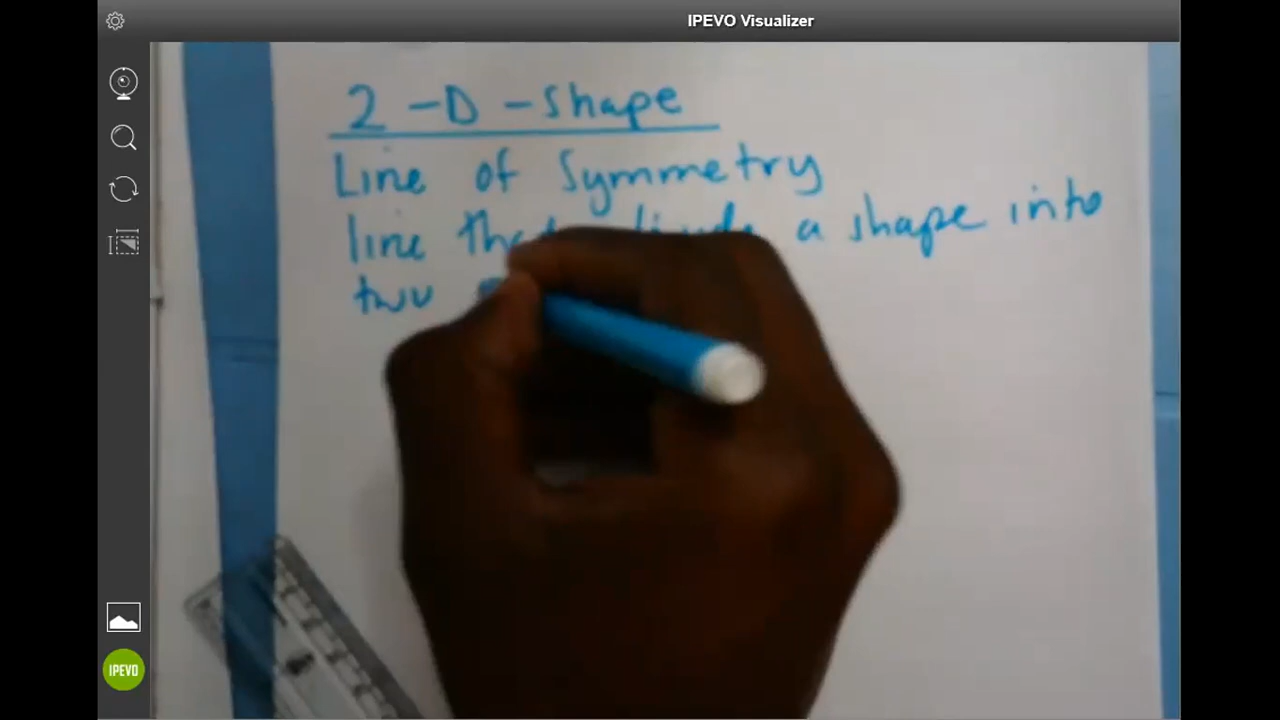 IPEVO Visualizer
2-D-Shape
Line of Symmetry
line a shape into
two
IPEVO